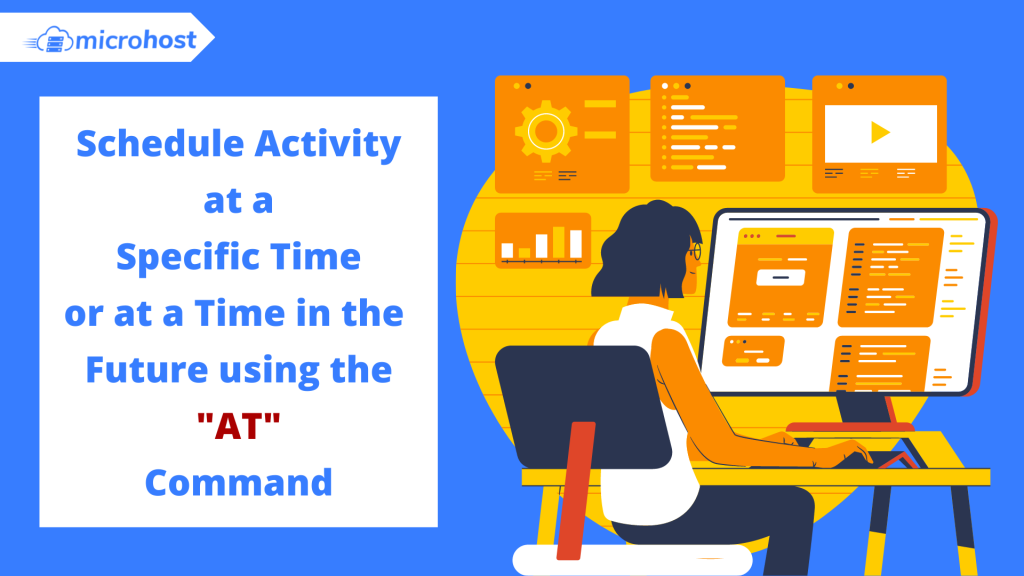 microhost
Schedule Activity
at a
Specific Time
or at a Time in the
Future using the
"AT"
Command